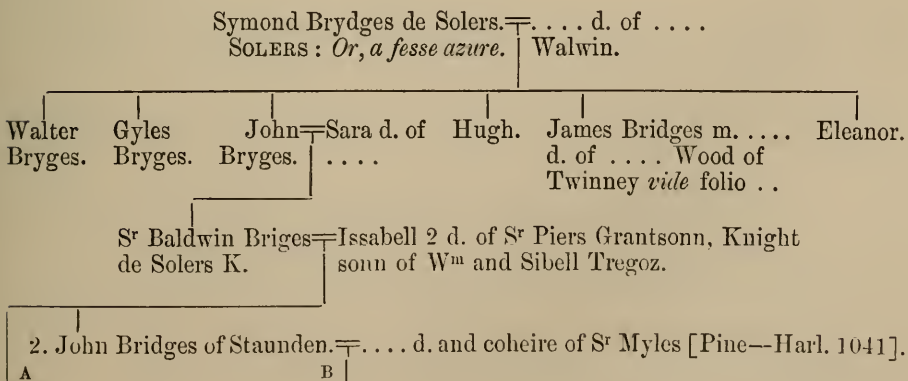 Symond Brydges de Solers.=. . . . d. of . . . .
SOLERS : Or, a fesse azure. Walwin.
Walter Gyles John=Sara d. of Hugh. James Bridges m. . . . . . Eleanor.
Bryges. Bryges. Bryges. . . . . d. of . . . . Wood of
Twinney vide folio . .
Sʳ Baldwin Briges=Issabell 2 d. of Sʳ Piers Grantsonn, Knight
de Solers K. sonn of Wᵐ and Sibell Tregoz.
2. John Bridges of Staunden.=. . . . d. and coheire of Sʳ Myles [Pine—Harl. 1041].
A B